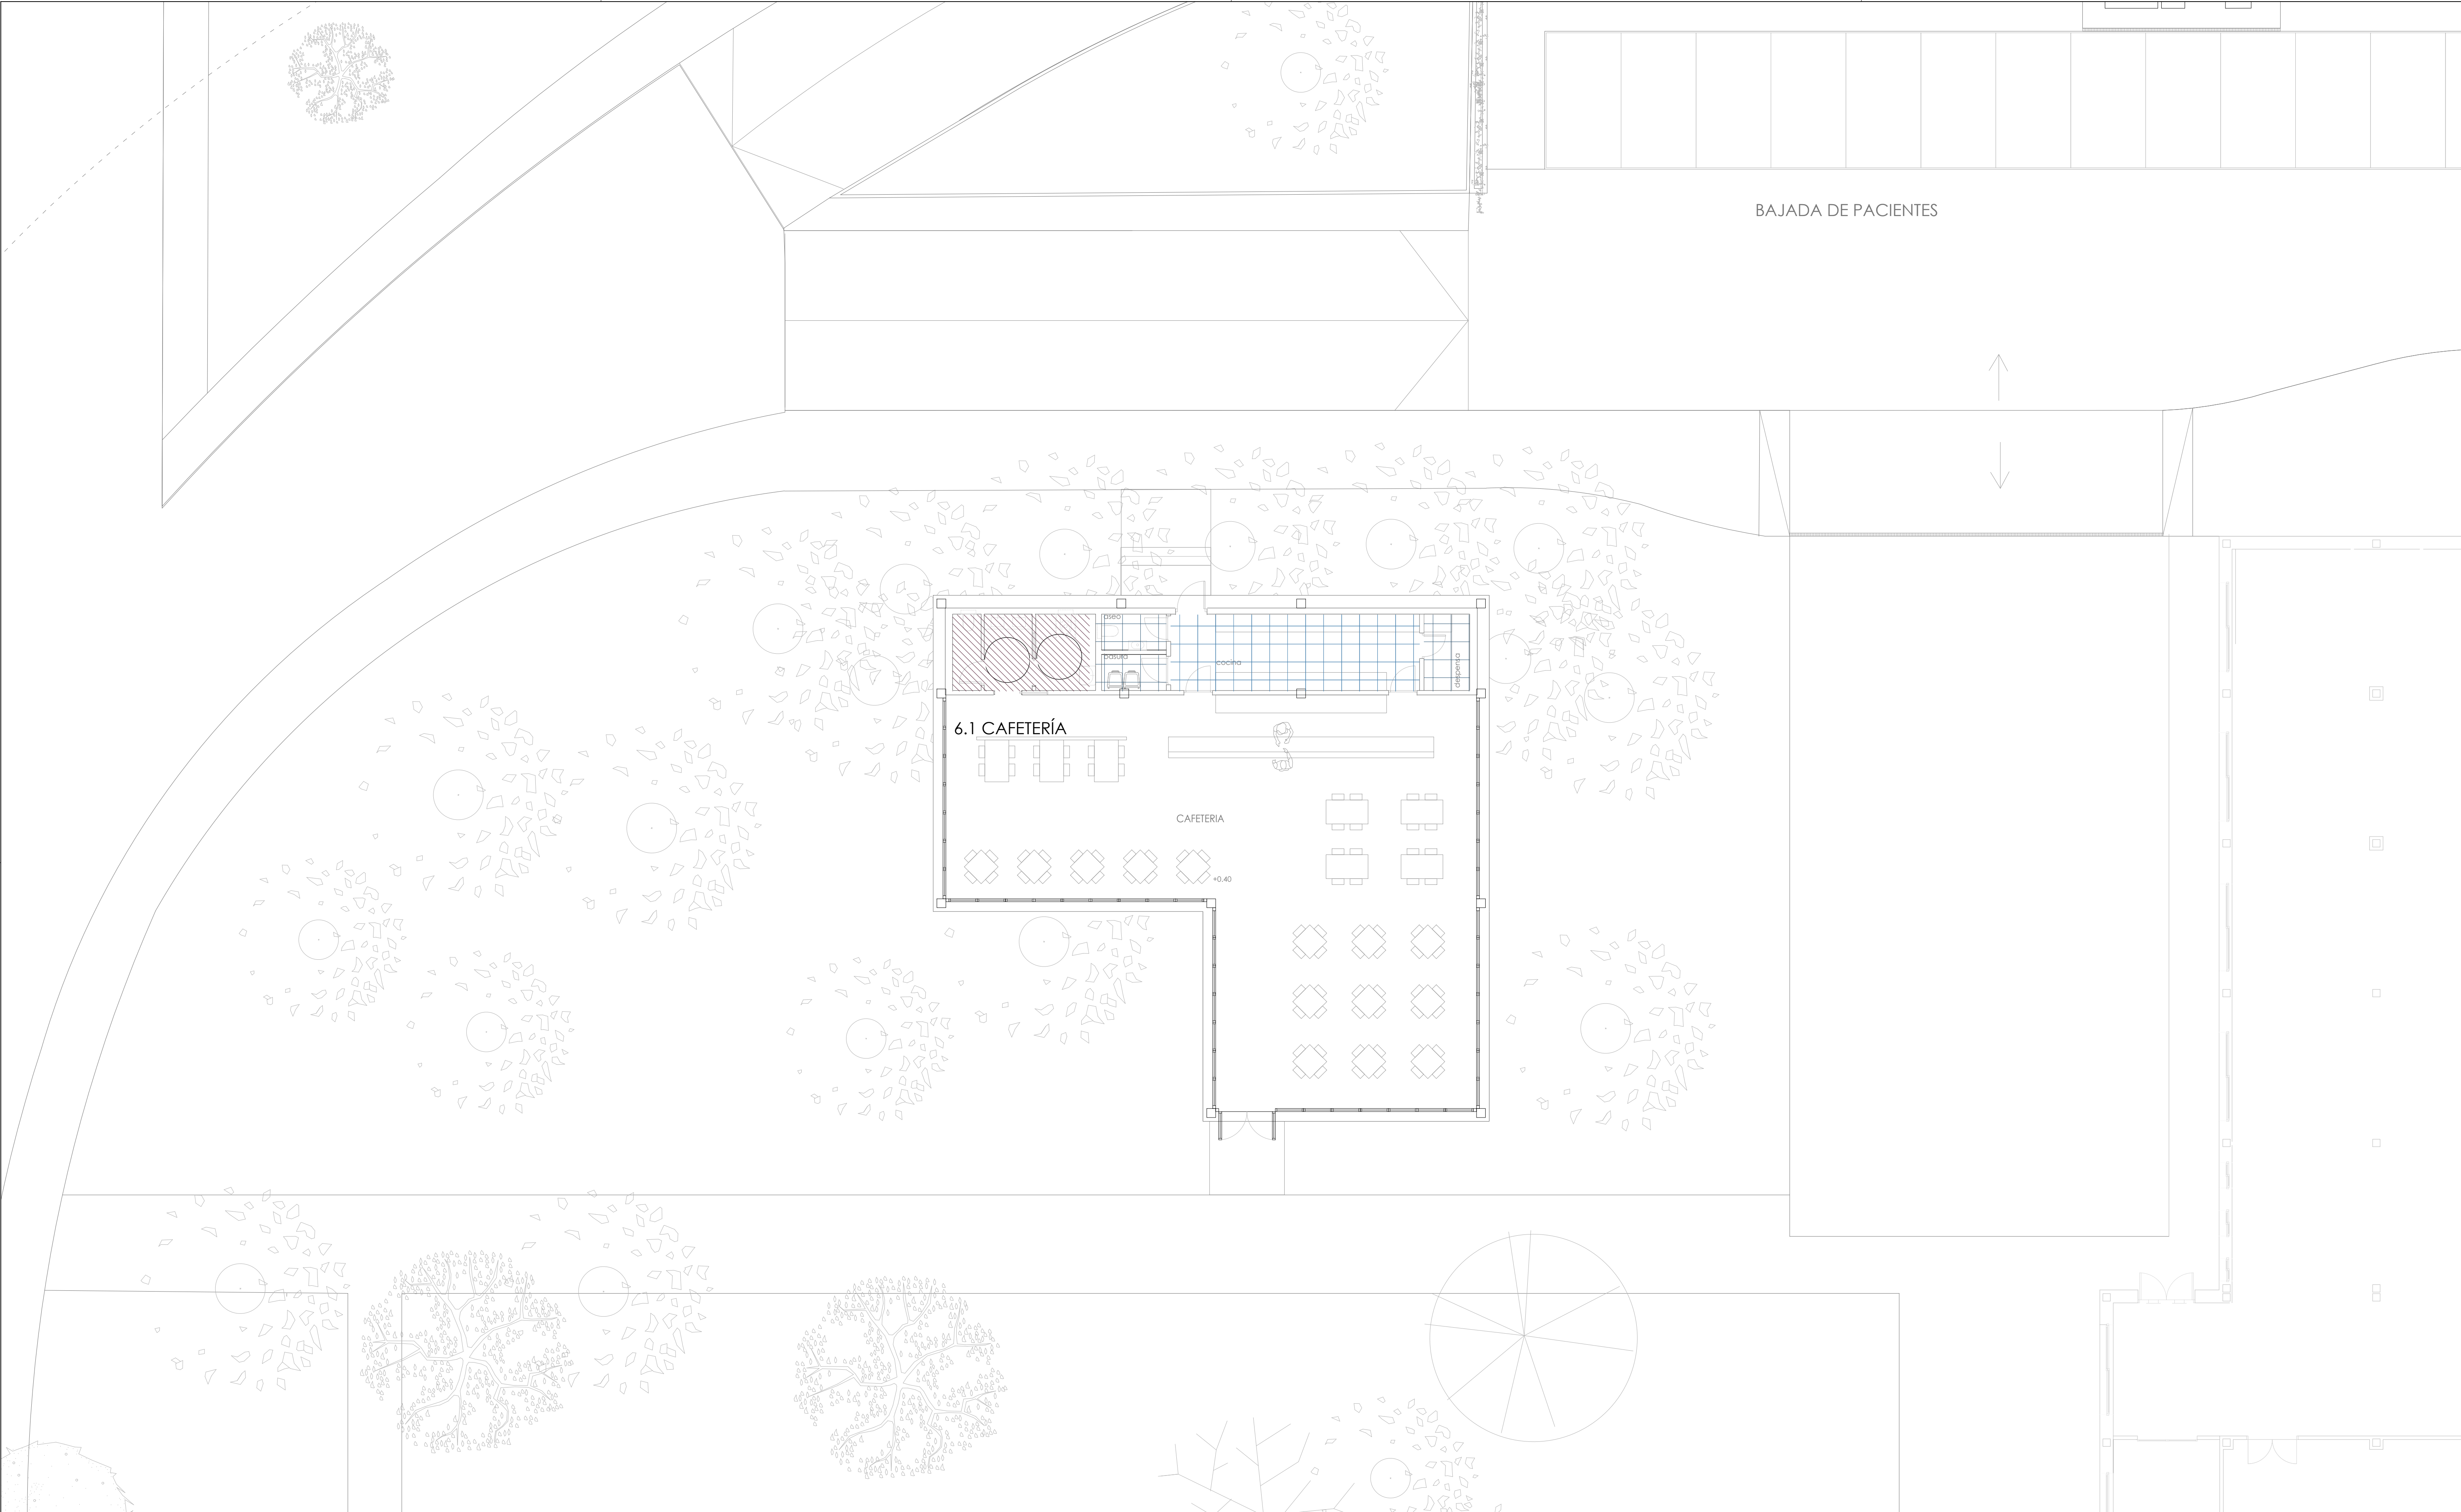 BAJADA DE PACIENTES
aseo
basura
cocina
despensa
6.1 CAFETERÍA
CAFETERIA
+0,40